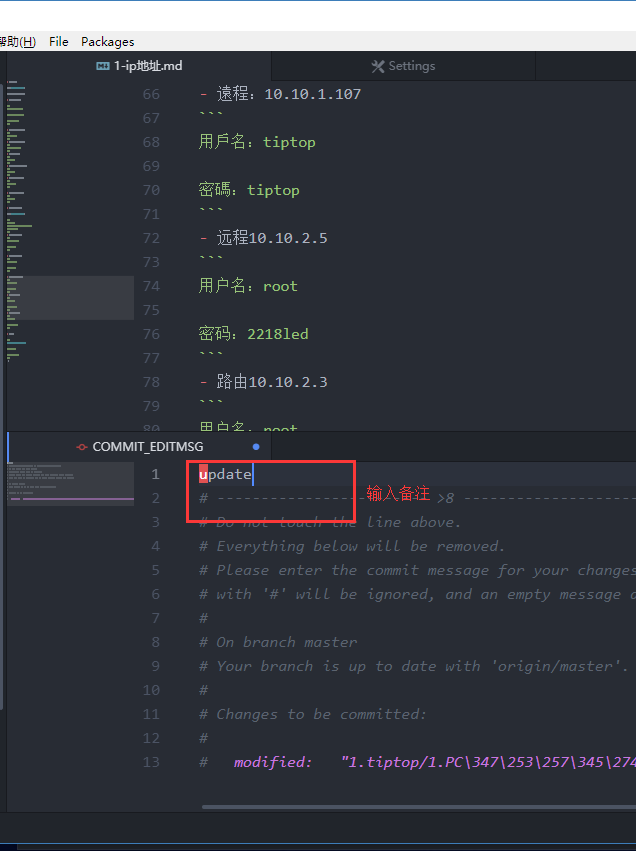 帮助(H) File Packages
1-ip地址.md Settings
66 - 遠程：10.10.1.107
67 ```
68 用戶名：tiptop
69
70 密碼：tiptop
71 ```
72 - 远程10.10.2.5
73 ```
74 用户名：root
75
76 密码：2218led
77 ```
78 - 路由10.10.2.3
79 ```
80 用户名：root
COMMIT_EDITMSG
1 update
输入备注
2 # ------------------------ >8 ------------------------
3 # Do not touch the line above.
4 # Everything below will be removed.
5 # Please enter the commit message for your changes
6 # with '#' will be ignored, and an empty message
7 #
8 # On branch master
9 # Your branch is up to date with 'origin/master'.
10 #
11 # Changes to be committed:
12 #
13 # modified: "1.tiptop/1.PC\347\253\257\345\274